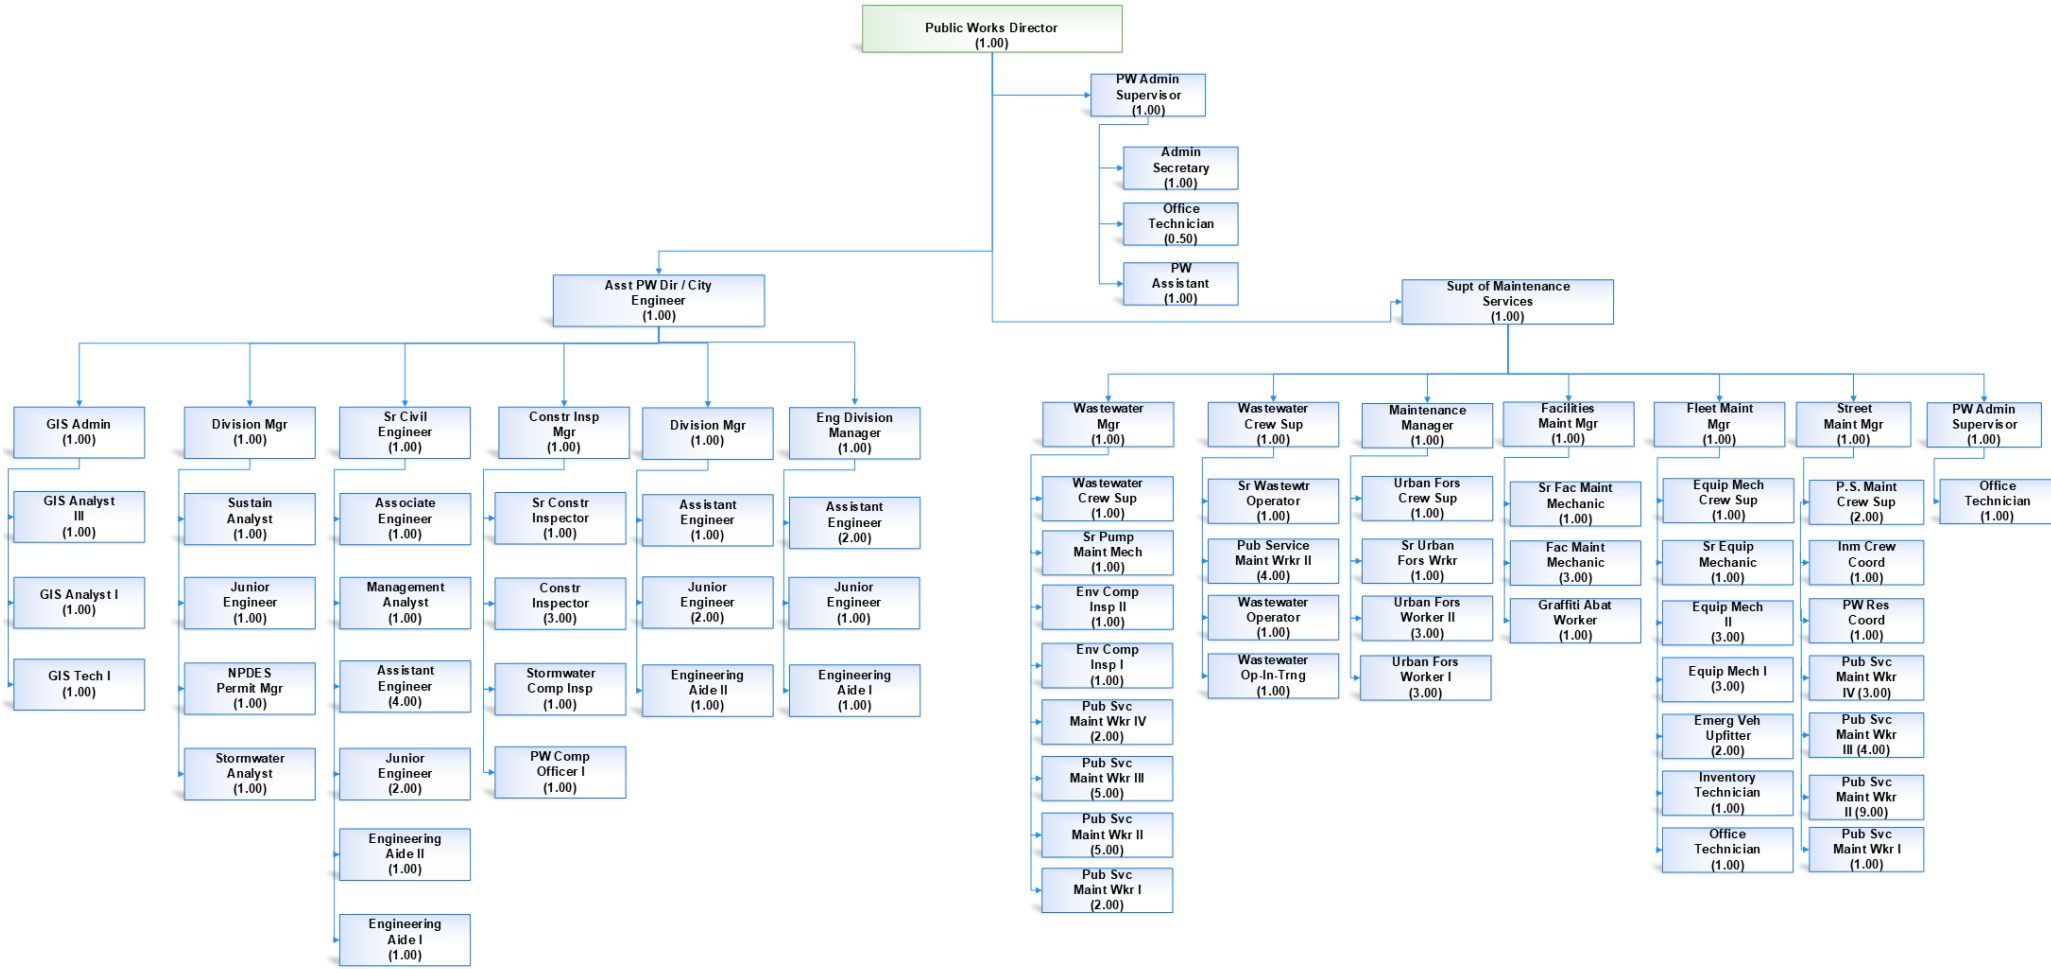 Public Works Director
(1.00)
PW Admin
Supervisor
(1.00)
Admin
Secretary
(1.00)
Office
Technician
(0.50)
PW
Assistant
(1.00)
Asst PW Dir / City
Engineer
(1.00)
Supt of Maintenance
Services
(1.00)
GIS Admin
(1.00)
GIS Analyst
III
(1.00)
GIS Analyst I
(1.00)
GIS Tech I
(1.00)
Division Mgr
(1.00)
Sustain
Analyst
(1.00)
Junior
Engineer
(1.00)
NPDES
Permit Mgr
(1.00)
Stormwater
Analyst
(1.00)
Sr Civil
Engineer
(1.00)
Associate
Engineer
(1.00)
Management
Analyst
(1.00)
Assistant
Engineer
(4.00)
Junior
Engineer
(2.00)
Engineering
Aide II
(1.00)
Engineering
Aide I
(1.00)
Constr Insp
Mgr
(1.00)
Sr Constr
Inspector
(1.00)
Constr
Inspector
(3.00)
Stormwater
Comp Insp
(1.00)
PW Comp
Officer I
(1.00)
Division Mgr
(1.00)
Assistant
Engineer
(1.00)
Junior
Engineer
(2.00)
Engineering
Aide II
(1.00)
Eng Division
Manager
(1.00)
Assistant
Engineer
(2.00)
Junior
Engineer
(1.00)
Engineering
Aide I
(1.00)
Wastewater
Mgr
(1.00)
Wastewater
Crew Sup
(1.00)
Sr Pump
Maint Mech
(1.00)
Env Comp
Insp II
(1.00)
Env Comp
Insp I
(1.00)
Pub Svc
Maint Wkr IV
(2.00)
Pub Svc
Maint Wkr III
(5.00)
Pub Svc
Maint Wkr II
(5.00)
Pub Svc
Maint Wkr I
(2.00)
Wastewater
Crew Sup
(1.00)
Sr Wastewtr
Operator
(1.00)
Pub Service
Maint Wrkr II
(4.00)
Wastewater
Operator
(1.00)
Wastewater
Op-In-Trng
(1.00)
Maintenance
Manager
(1.00)
Urban Fors
Crew Sup
(1.00)
Sr Urban
Fors Wrkr
(1.00)
Urban Fors
Worker II
(3.00)
Urban Fors
Worker I
(3.00)
Facilities
Maint Mgr
(1.00)
Sr Fac Maint
Mechanic
(1.00)
Fac Maint
Mechanic
(3.00)
Graffiti Abat
Worker
(1.00)
Fleet Maint
Mgr
(1.00)
Equip Mech
Crew Sup
(1.00)
Sr Equip
Mechanic
(1.00)
Equip Mech
II
(3.00)
Equip Mech I
(3.00)
Emerg Veh
Upfitter
(2.00)
Inventory
Technician
(1.00)
Office
Technician
(1.00)
Street
Maint Mgr
(1.00)
P.S. Maint
Crew Sup
(2.00)
Inm Crew
Coord
(1.00)
PW Res
Coord
(1.00)
Pub Svc
Maint Wkr
IV (3.00)
Pub Svc
Maint Wkr
III (4.00)
Pub Svc
Maint Wkr
II (9.00)
Pub Svc
Maint Wkr I
(1.00)
PW Admin
Supervisor
(1.00)
Office
Technician
(1.00)